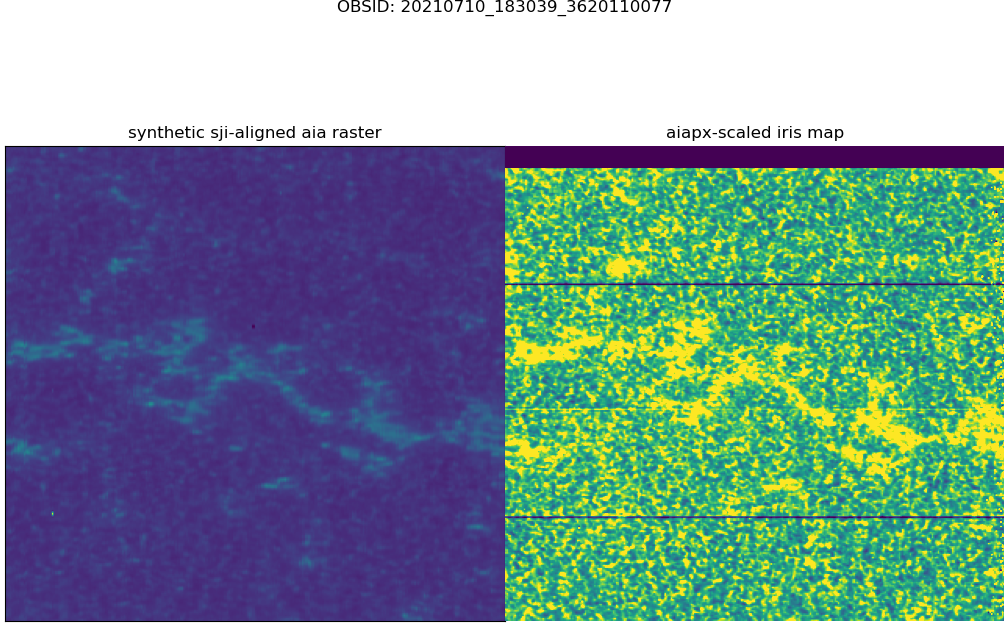 OBSID: 20210710_183039_3620110077
synthetic sji-aligned aia raster
aiapx-scaled iris map